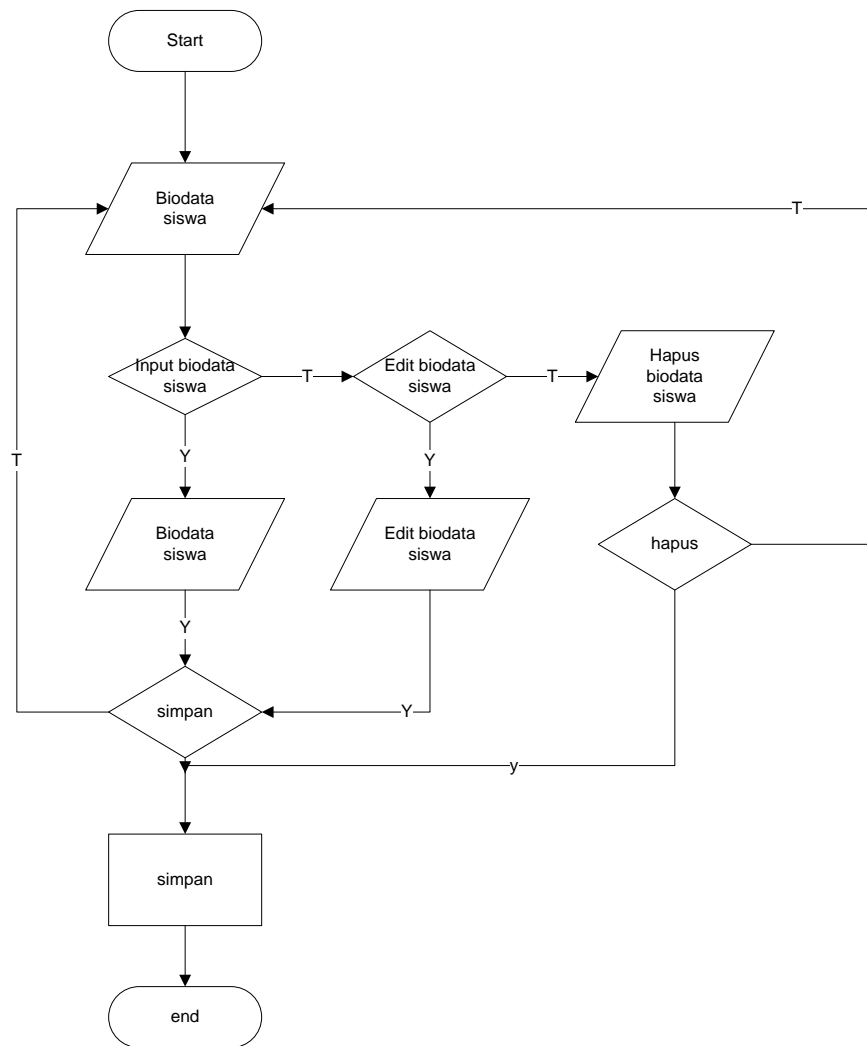 Start
Biodata
siswa
T
Input biodata
siswa
T
Edit biodata
siswa
T
Hapus
biodata
siswa
T
Y
Y
Biodata
siswa
Edit biodata
siswa
hapus
Y
simpan
Y
y
simpan
end